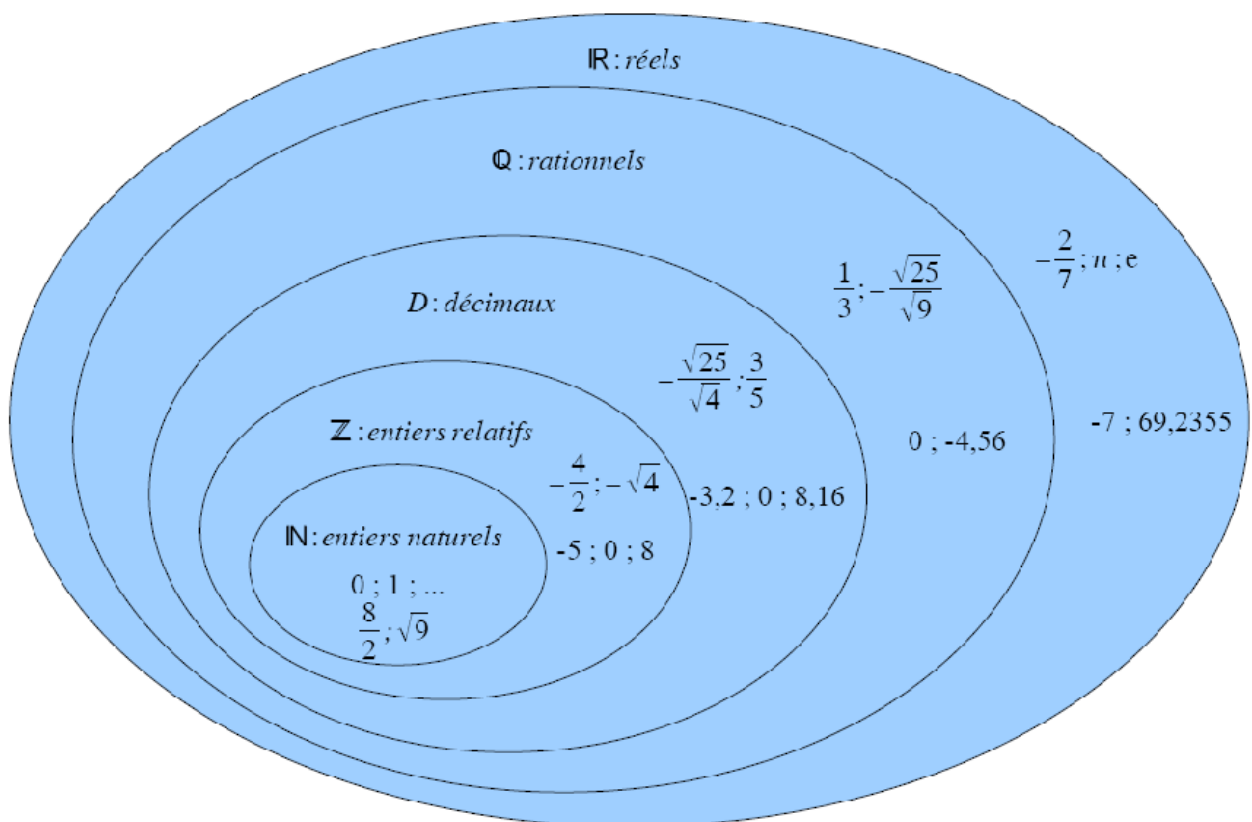 ℝ : réels
ℚ : rationnels
-2/7 ; π ; e
1/3 ; -√25/√9
D : décimaux
-√25/√4 ; 3/5
-7 ; 69,2355
ℤ : entiers relatifs
0 ; -4,56
-4/2 ; -√4
-3,2 ; 0 ; 8,16
ℕ : entiers naturels
-5 ; 0 ; 8
0 ; 1 ; ...
8/2 ; √9